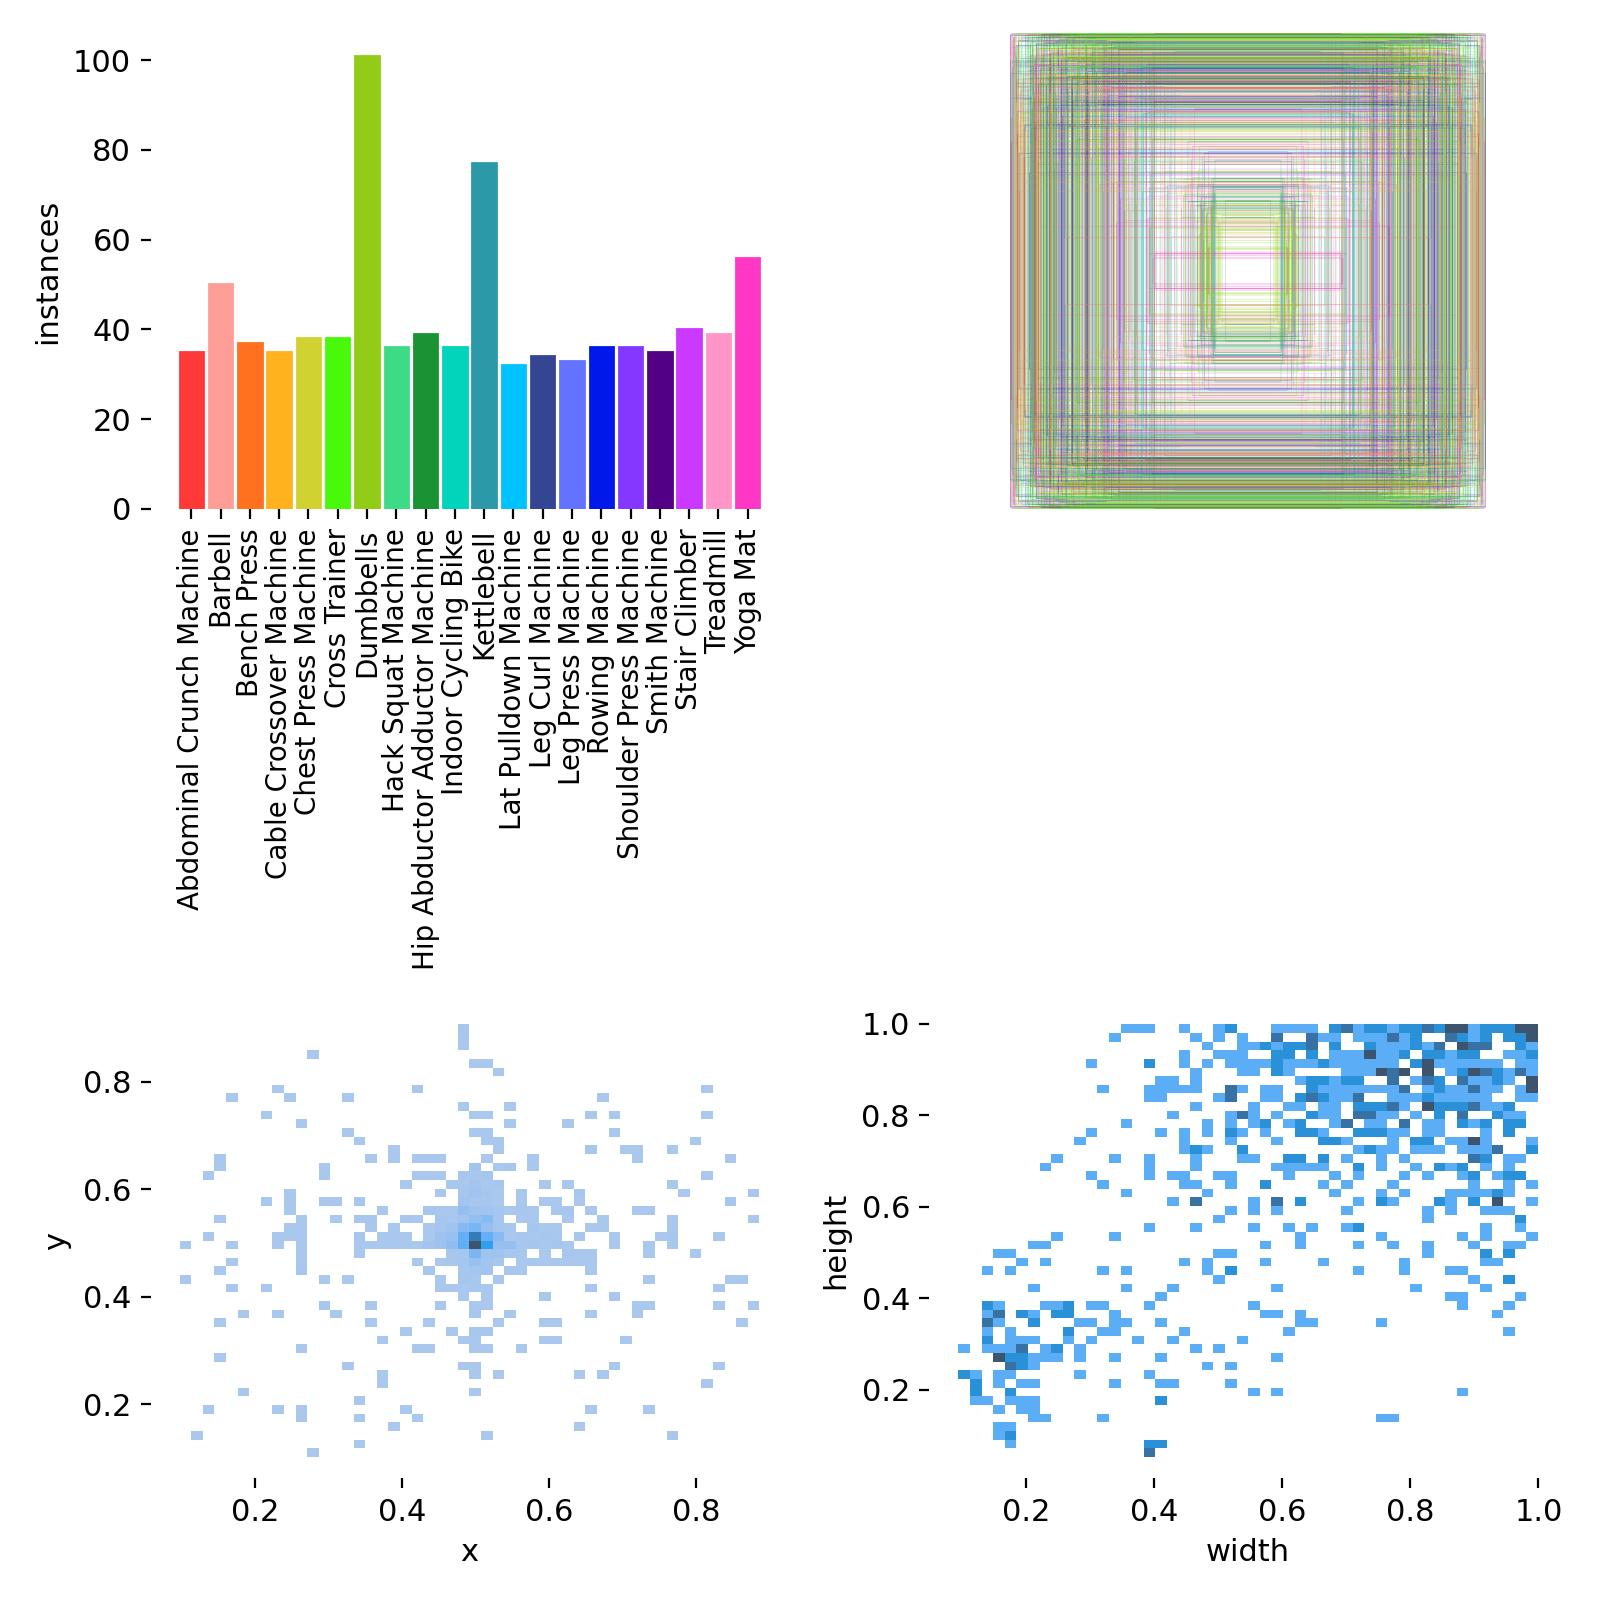 instances
100
80
60
40
20
0
Abdominal Crunch Machine
Barbell
Bench Press
Cable Crossover Machine
Chest Press Machine
Cross Trainer
Dumbbells
Hack Squat Machine
Hip Abductor Adductor Machine
Indoor Cycling Bike
Kettlebell
Lat Pulldown Machine
Leg Curl Machine
Leg Press Machine
Rowing Machine
Shoulder Press Machine
Smith Machine
Stair Climber
Treadmill
Yoga Mat
y
0.8
0.6
0.4
0.2
0.2 0.4 0.6 0.8
x
height
1.0
0.8
0.6
0.4
0.2
0.2 0.4 0.6 0.8 1.0
width